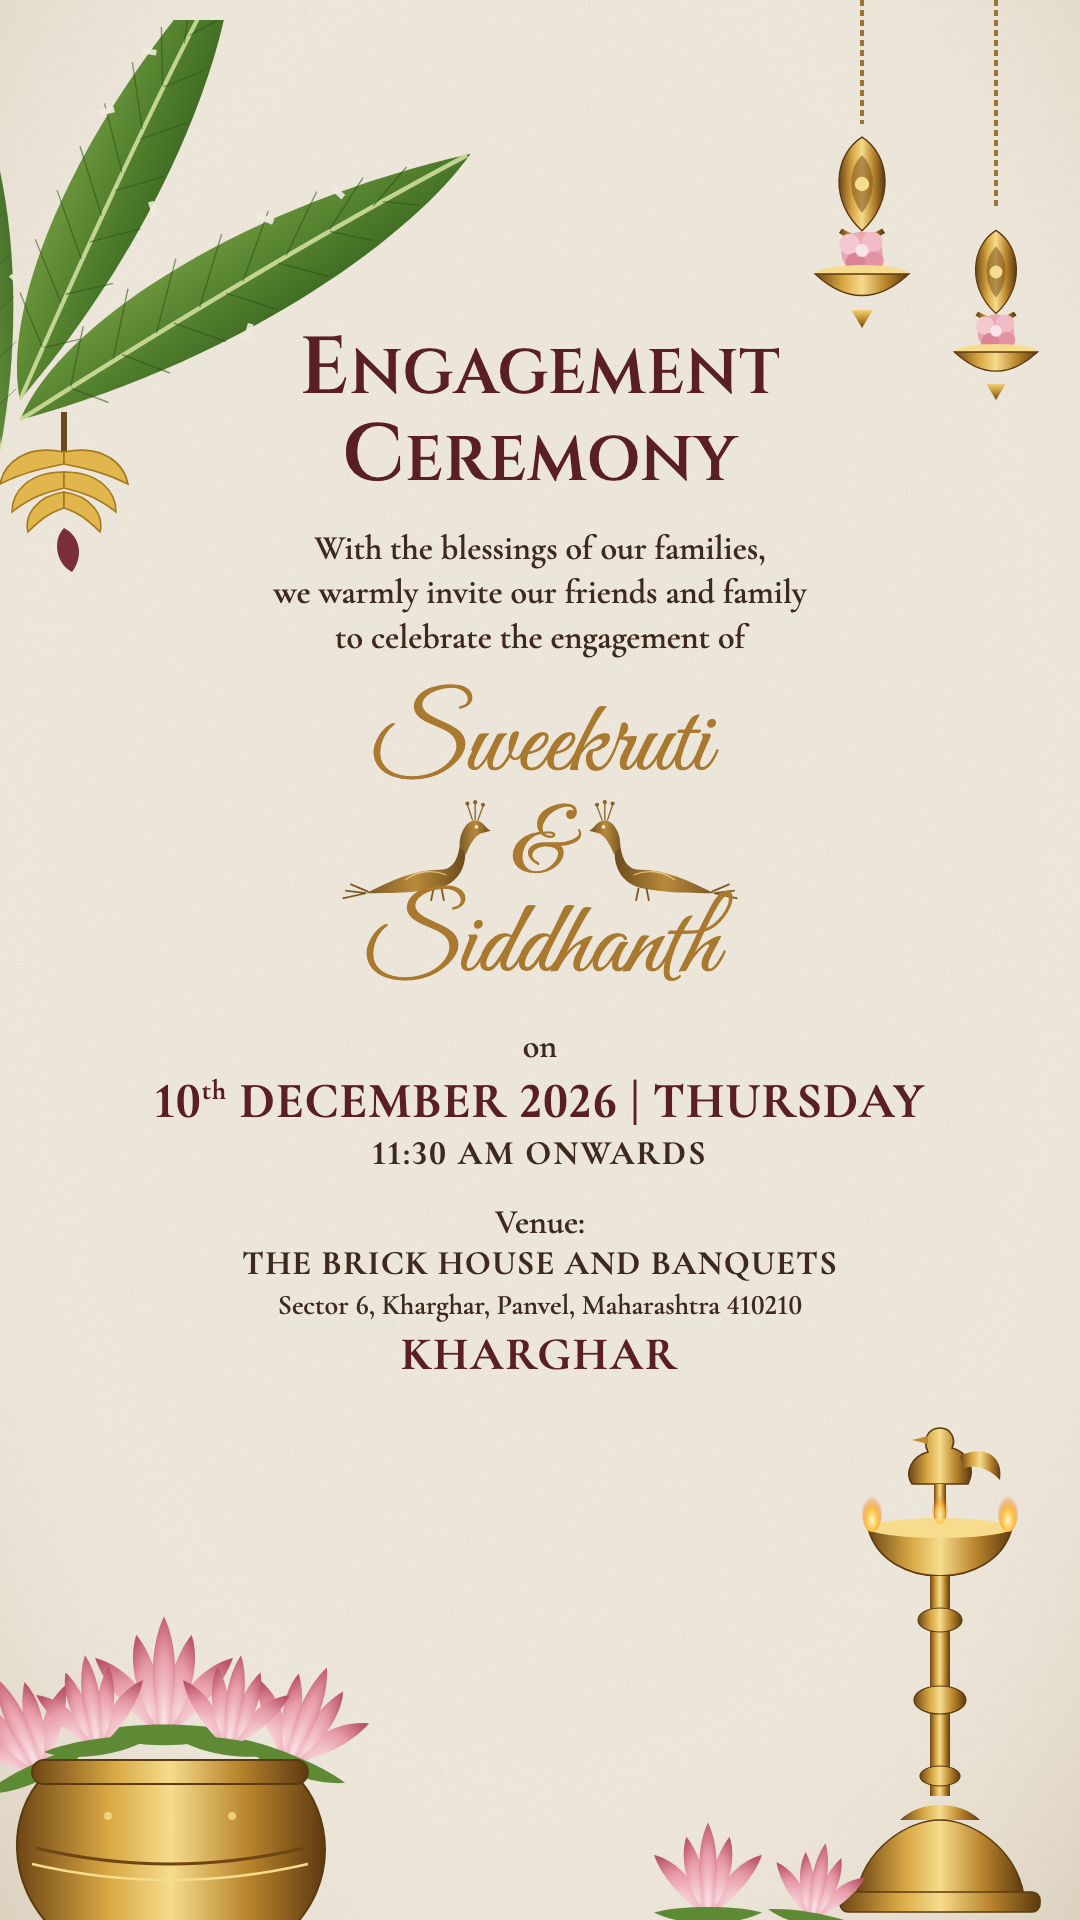 Engagement
Ceremony
With the blessings of our families,
we warmly invite our friends and family
to celebrate the engagement of
Sweekruti
&
Siddhanth
on
10th DECEMBER 2026 | THURSDAY
11:30 AM ONWARDS
Venue:
THE BRICK HOUSE AND BANQUETS
Sector 6, Kharghar, Panvel, Maharashtra 410210
KHARGHAR